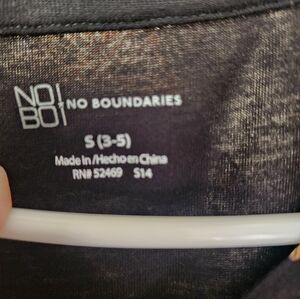 NO!
BO!
NO BOUNDARIES
S (3-5)
Made in/Hecho en China
RN# 52469 S14